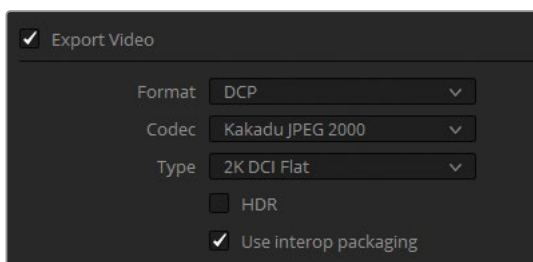 Export Video
Format DCP
Codec Kakadu JPEG 2000
Type 2K DCI Flat
HDR
Use interop packaging